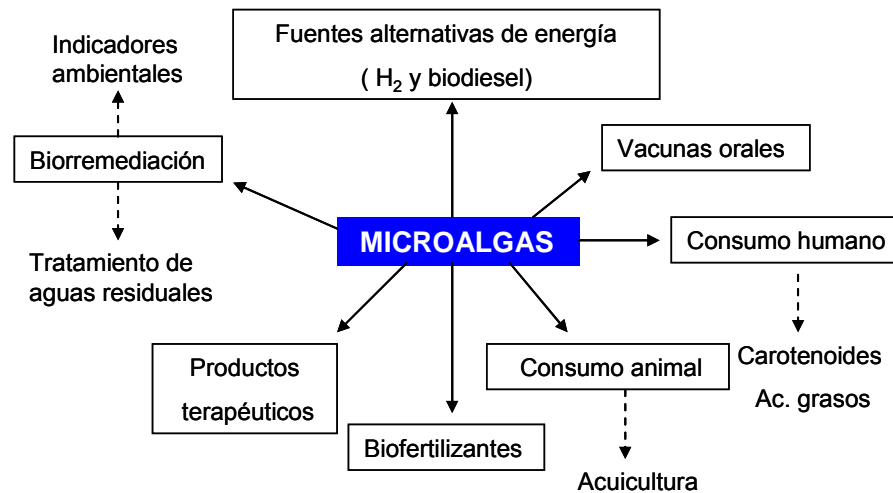 Indicadores
ambientales
Fuentes alternativas de energía
( H₂ y biodiesel)
Biorremediación
Vacunas orales
MICROALGAS
Consumo humano
Tratamiento de
aguas residuales
Productos
terapéuticos
Consumo animal
Carotenoides
Ac. grasos
Biofertilizantes
Acuicultura